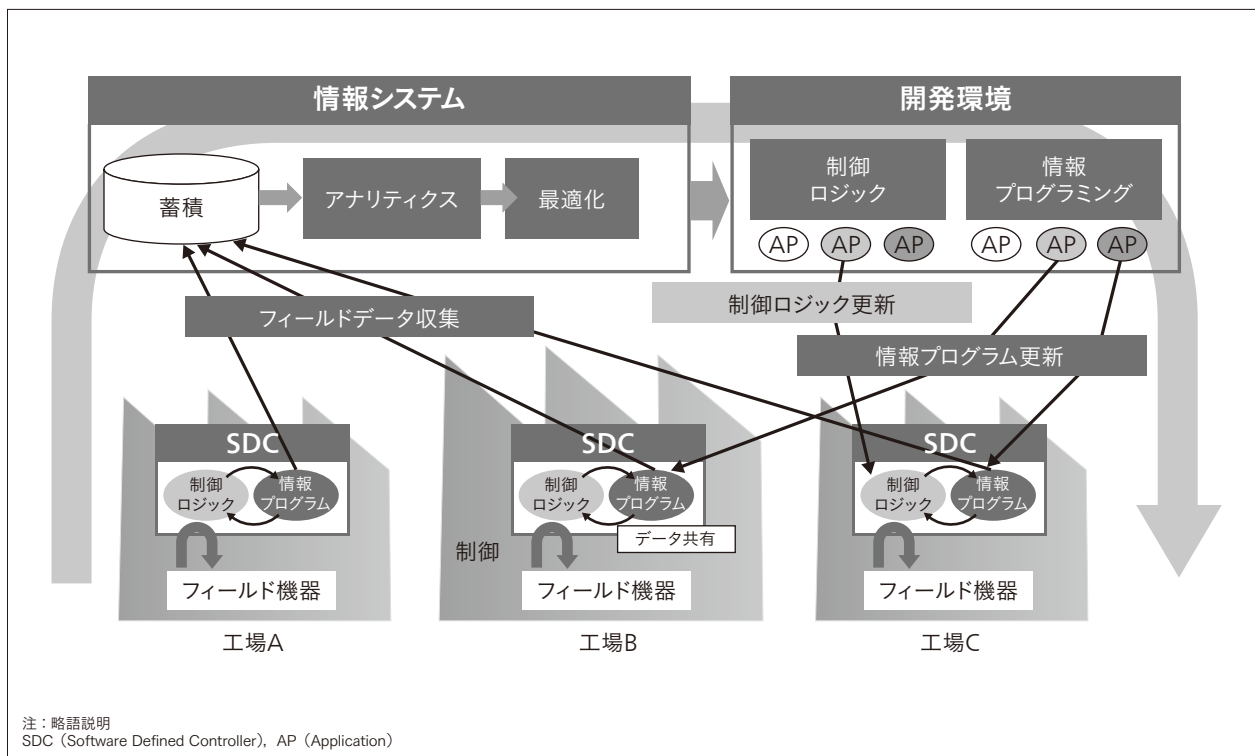 情報システム
開発環境
蓄積
アナリティクス
最適化
制御
ロジック
情報
プログラミング
AP
AP
AP
AP
AP
AP
フィールドデータ収集
制御ロジック更新
情報プログラム更新
SDC
制御
ロジック
情報
プログラム
フィールド機器
工場A
SDC
制御
ロジック
情報
プログラム
データ共有
制御
フィールド機器
工場B
SDC
制御
ロジック
情報
プログラム
フィールド機器
工場C
注：略語説明
SDC（Software Defined Controller），AP（Application）